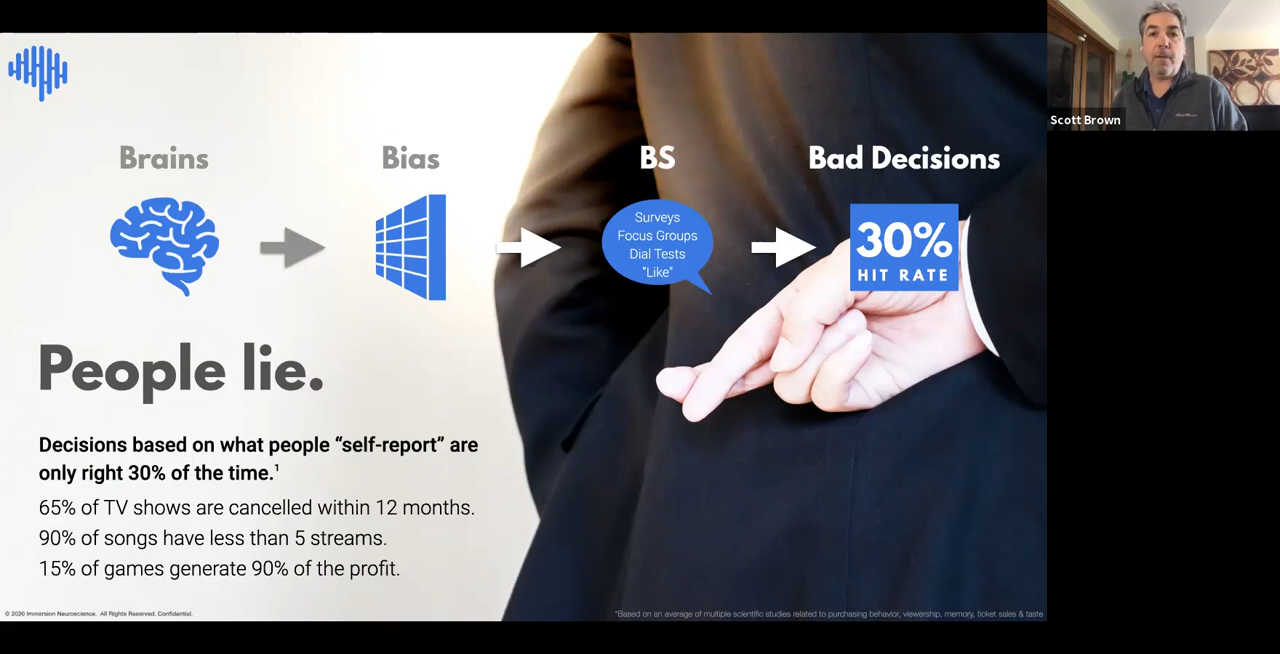 Scott Brown
Brains
Bias
BS
Bad Decisions
Surveys
Focus Groups
Dial Tests
"Like"
30%
HIT RATE
People lie.
Decisions based on what people “self-report” are
only right 30% of the time.¹
65% of TV shows are cancelled within 12 months.
90% of songs have less than 5 streams.
15% of games generate 90% of the profit.
© 2020 Immersion Neuroscience. All Rights Reserved. Confidential.
*Based on an average of multiple scientific studies related to purchasing behavior, viewership, memory, ticket sales & taste